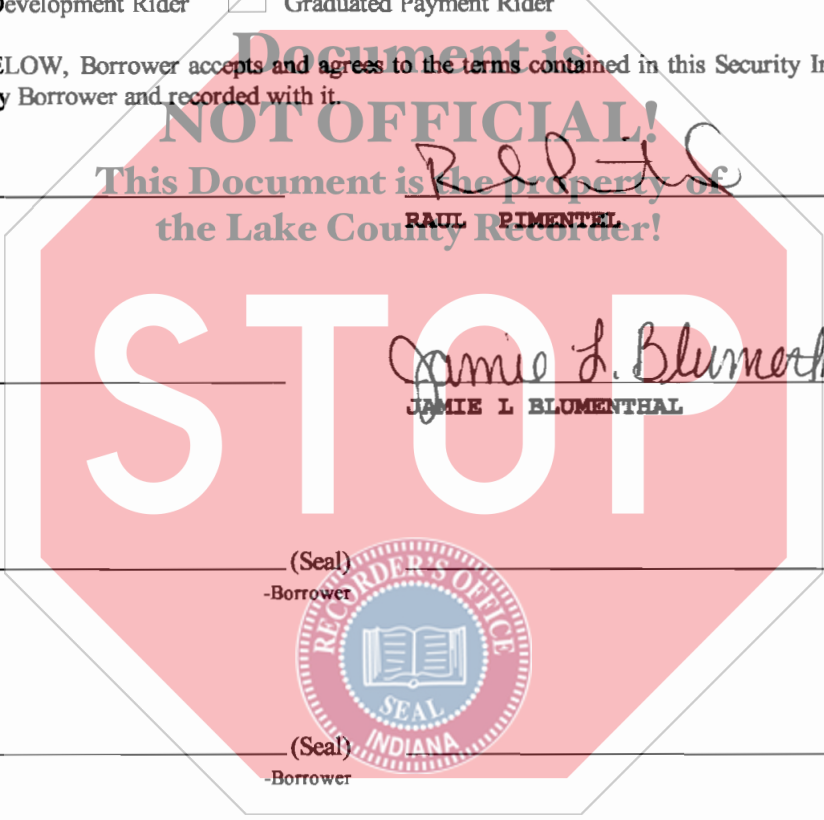 Development Rider Graduated Payment Rider
Document is
ELOW, Borrower accepts and agrees to the terms contained in this Security In
y Borrower and recorded with it.
NOT OFFICIAL!
This Document is the property of
the Lake County Recorder!
RAUL PIMENTEL
STOP
Jamie L. Blumenth
JAMIE L BLUMENTHAL
(Seal)
-Borrower
RECORDER'S OFFICE
SEAL
INDIANA
(Seal)
-Borrower